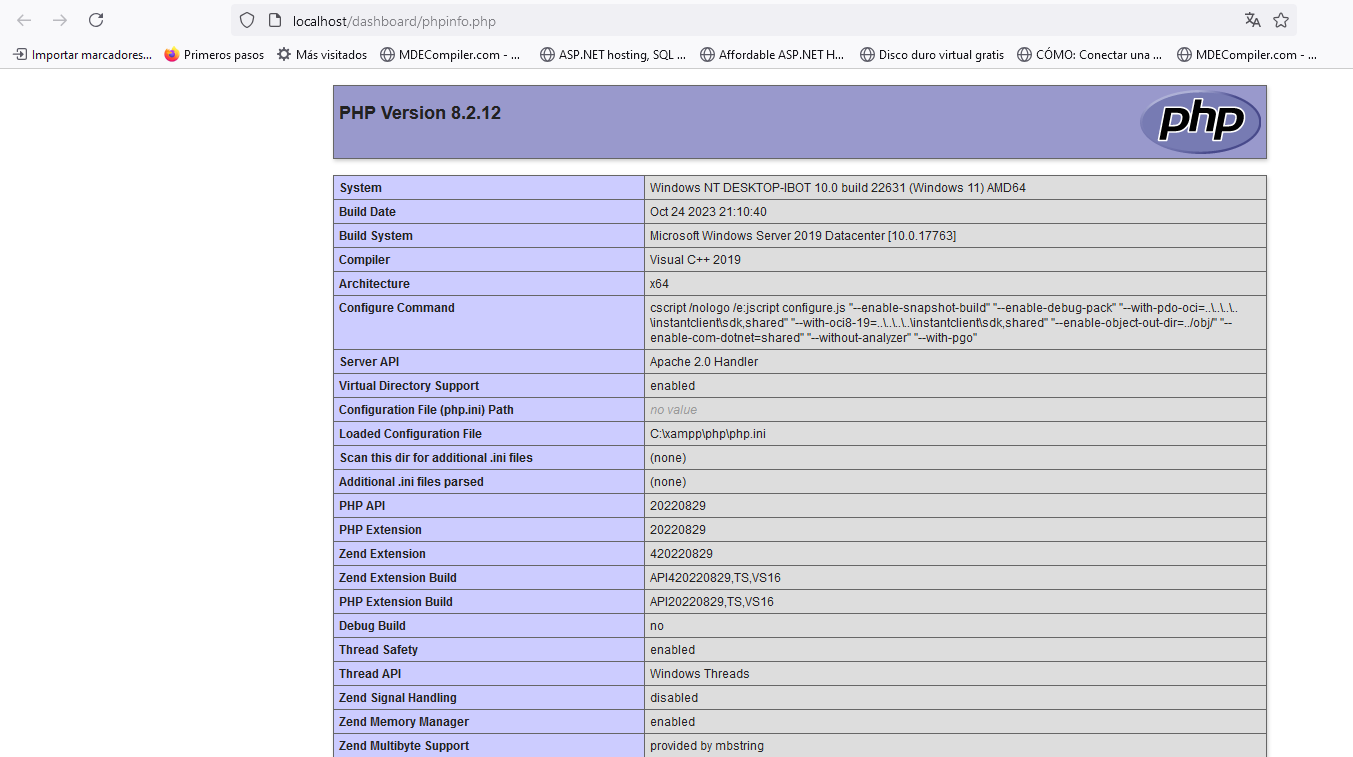 localhost/dashboard/phpinfo.php
Importar marcadores... Primeros pasos Más visitados MDECompiler.com - ... ASP.NET hosting, SQL ... Affordable ASP.NET H... Disco duro virtual gratis CÓMO: Conectar una ... MDECompiler.com - ...
PHP Version 8.2.12
php
System Windows NT DESKTOP-IBOT 10.0 build 22631 (Windows 11) AMD64
Build Date Oct 24 2023 21:10:40
Build System Microsoft Windows Server 2019 Datacenter [10.0.17763]
Compiler Visual C++ 2019
Architecture x64
Configure Command cscript /nologo /e:jscript configure.js "--enable-snapshot-build" "--enable-debug-pack" "--with-pdo-oci=..\..\..\..
\instantclient\sdk,shared" "--with-oci8-19=..\..\..\..\instantclient\sdk,shared" "--enable-object-out-dir=../obj/" "--
enable-com-dotnet=shared" "--without-analyzer" "--with-pgo"
Server API Apache 2.0 Handler
Virtual Directory Support enabled
Configuration File (php.ini) Path no value
Loaded Configuration File C:\xampp\php\php.ini
Scan this dir for additional .ini files (none)
Additional .ini files parsed (none)
PHP API 20220829
PHP Extension 20220829
Zend Extension 420220829
Zend Extension Build API420220829,TS,VS16
PHP Extension Build API20220829,TS,VS16
Debug Build no
Thread Safety enabled
Thread API Windows Threads
Zend Signal Handling disabled
Zend Memory Manager enabled
Zend Multibyte Support provided by mbstring